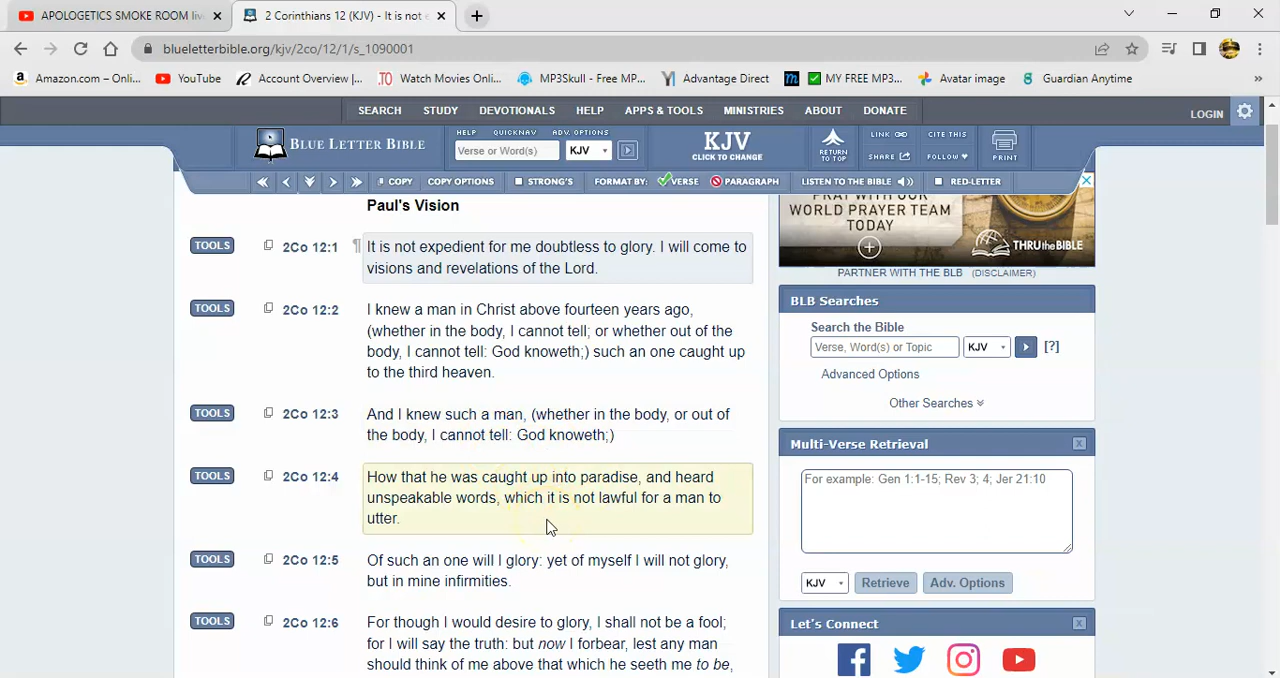 APOLOGETICS SMOKE ROOM liv
2 Corinthians 12 (KJV) - It is not e
blueletterbible.org/kjv/2co/12/1/s_1090001
Amazon.com – Onli...
YouTube
Account Overview |...
Watch Movies Onlin...
MP3Skull - Free MP...
Advantage Direct
MY FREE MP3...
Avatar image
Guardian Anytime
»
SEARCH STUDY DEVOTIONALS HELP APPS & TOOLS MINISTRIES ABOUT DONATE
LOGIN
BLUE LETTER BIBLE
HELP QUICKNAV ADV. OPTIONS
Verse or Word(s) KJV
KJV
CLICK TO CHANGE
RETURN
TO TOP
LINK CITE THIS
SHARE FOLLOW
PRINT
COPY COPY OPTIONS STRONG'S FORMAT BY: VERSE PARAGRAPH LISTEN TO THE BIBLE RED-LETTER
Paul's Vision
TOOLS 2Co 12:1 ¶ It is not expedient for me doubtless to glory. I will come to
visions and revelations of the Lord.
TOOLS 2Co 12:2 I knew a man in Christ above fourteen years ago,
(whether in the body, I cannot tell; or whether out of the
body, I cannot tell: God knoweth;) such an one caught up
to the third heaven.
TOOLS 2Co 12:3 And I knew such a man, (whether in the body, or out of
the body, I cannot tell: God knoweth;)
TOOLS 2Co 12:4 How that he was caught up into paradise, and heard
unspeakable words, which it is not lawful for a man to
utter.
TOOLS 2Co 12:5 Of such an one will I glory: yet of myself I will not glory,
but in mine infirmities.
TOOLS 2Co 12:6 For though I would desire to glory, I shall not be a fool;
for I will say the truth: but now I forbear, lest any man
should think of me above that which he seeth me to be,
PRAY WITH OUR
WORLD PRAYER TEAM
TODAY
THRU the BIBLE
PARTNER WITH THE BLB (DISCLAIMER)
BLB Searches
Search the Bible
Verse, Word(s) or Topic KJV [?]
Advanced Options
Other Searches
Multi-Verse Retrieval
For example: Gen 1:1-15; Rev 3; 4; Jer 21:10
KJV Retrieve Adv. Options
Let's Connect